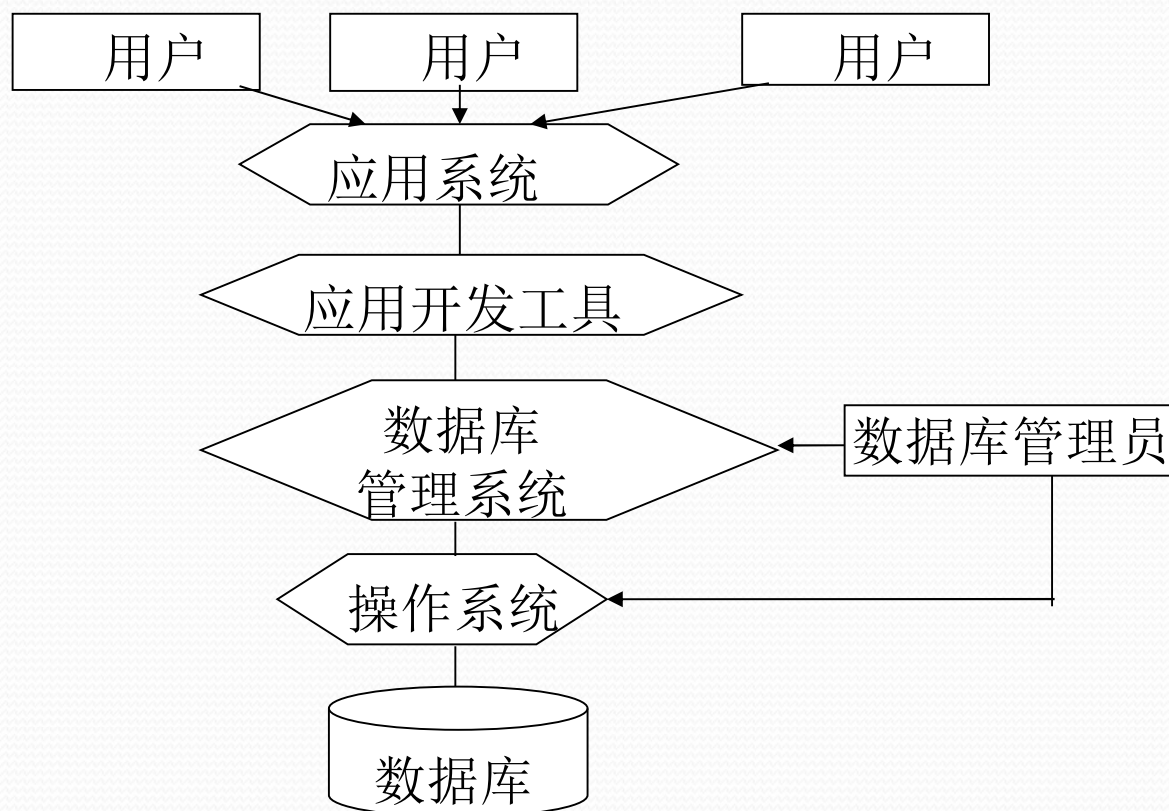 用户
用户
用户
应用系统
应用开发工具
数据库
管理系统
数据库管理员
操作系统
数据库